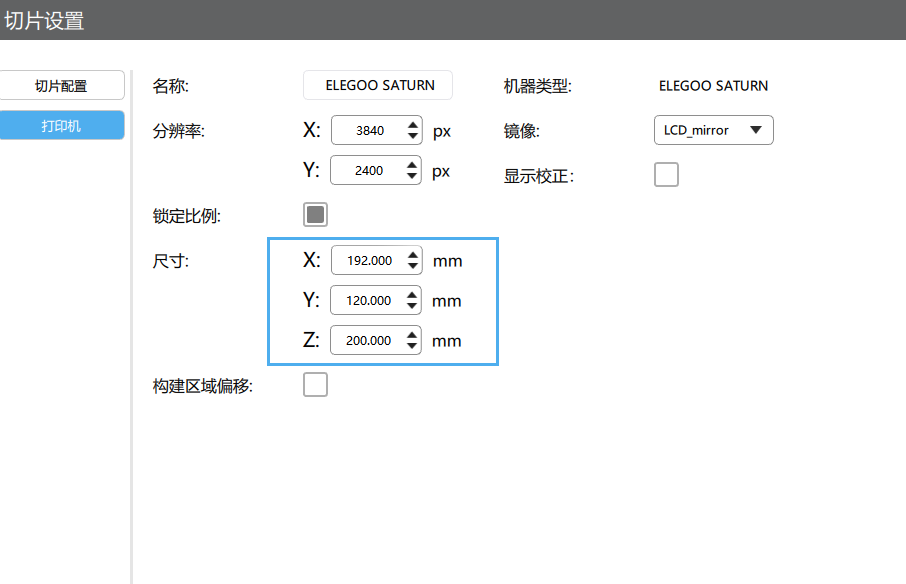 切片设置
切片配置
打印机
名称: ELEGOO SATURN 机器类型: ELEGOO SATURN
分辨率: X: 3840 px 镜像: LCD_mirror
Y: 2400 px 显示校正:
锁定比例:
尺寸: X: 192.000 mm
Y: 120.000 mm
Z: 200.000 mm
构建区域偏移: